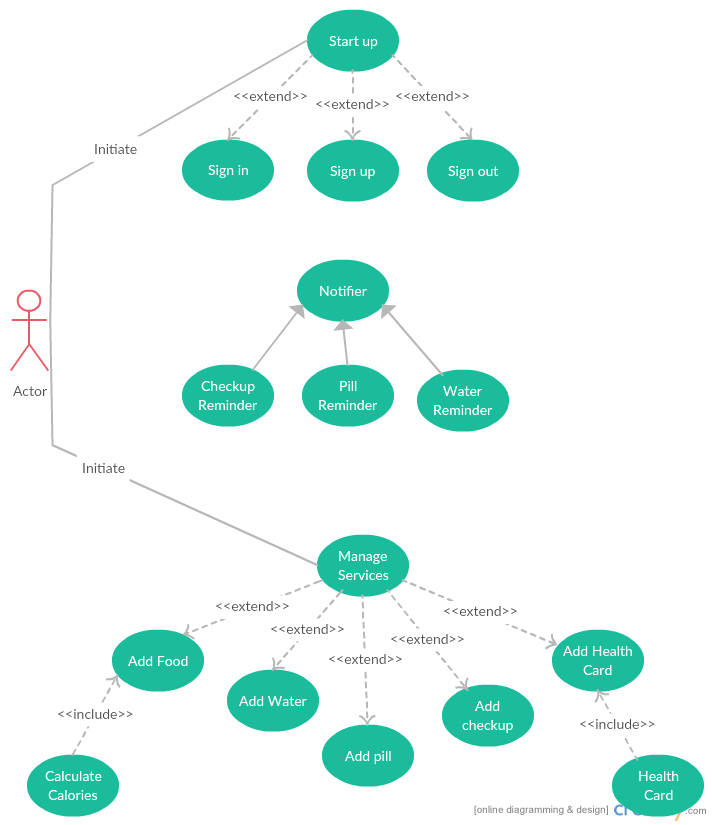 Start up
<<extend>>
<<extend>>
<<extend>>
Initiate
Sign in
Sign up
Sign out
Notifier
Actor
Checkup
Reminder
Pill
Reminder
Water
Reminder
Initiate
Manage
Services
<<extend>>
<<extend>>
<<extend>>
<<extend>>
<<extend>>
Add Food
Add Water
Add pill
Add
checkup
Add Health
Card
<<include>>
<<include>>
Calculate
Calories
Health
Card
[online diagramming & design]
.com